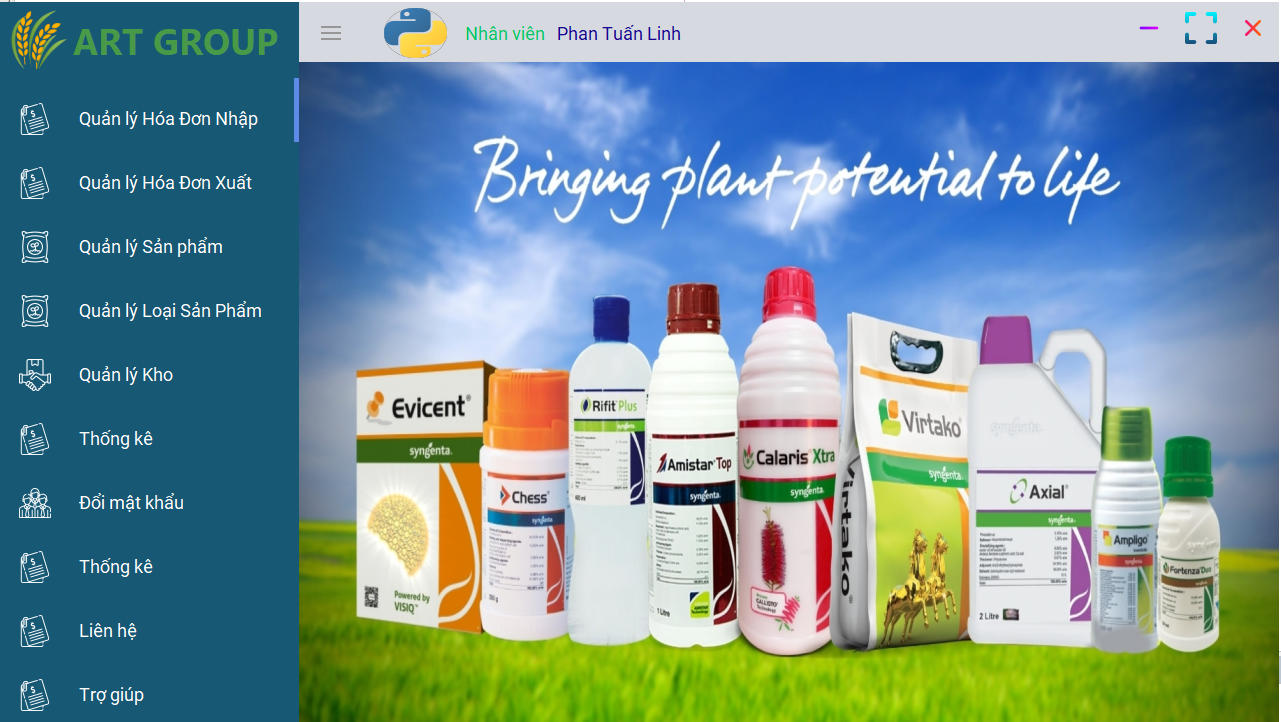 ART GROUP
Nhân viên Phan Tuấn Linh
Quản lý Hóa Đơn Nhập
Quản lý Hóa Đơn Xuất
Quản lý Sản phẩm
Quản lý Loại Sản Phẩm
Quản lý Kho
Thống kê
Đổi mật khẩu
Thống kê
Liên hệ
Trợ giúp
Bringing plant potential to life
Evicent®
syngenta.
Powered by
VISIQ™
Chess®
syngenta
Rifit® Plus
syngenta
400 ml
Amistar® Top
syngenta.
1 Litre
Calaris® Xtra
syngenta.
CALLISTO®
Technology
Virtako®
syngenta
Virtako®
syngenta.
Axial®
syngenta.
2 Litre
Ampligo®
syngenta
Fortenza® Duo
syngenta